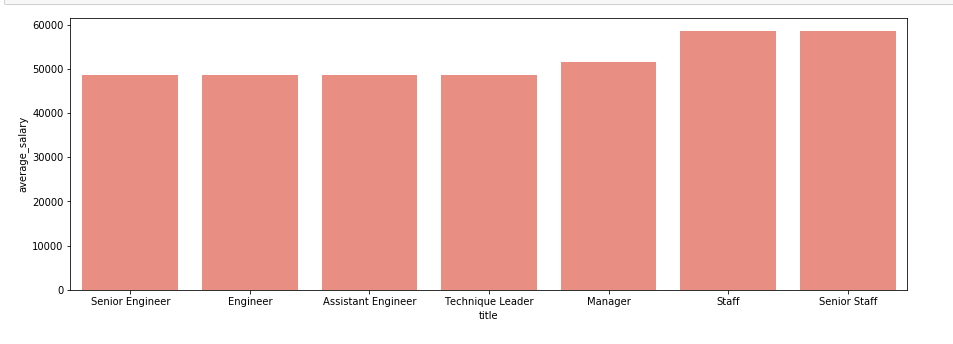 60000
50000
40000
30000
20000
10000
0
average_salary
Senior Engineer Engineer Assistant Engineer Technique Leader Manager Staff Senior Staff
title